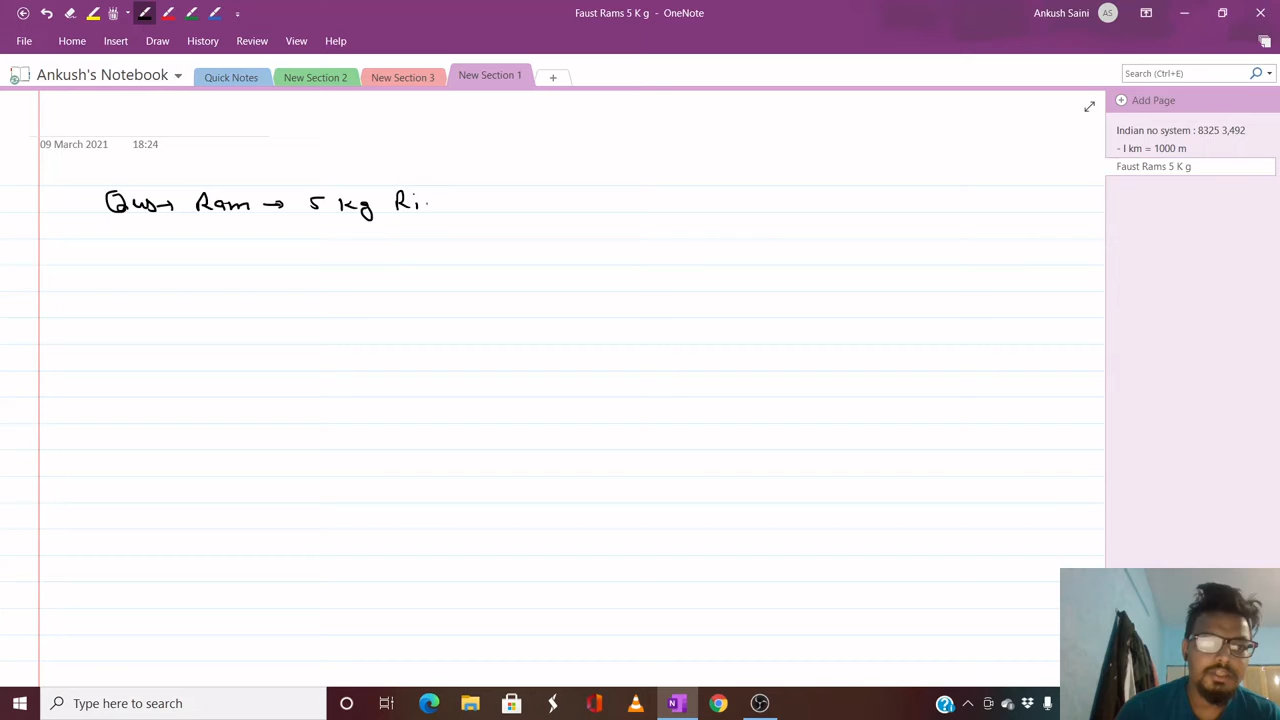 Faust Rams 5 K g - OneNote
Ankush Saini
AS
File Home Insert Draw History Review View Help
Ankush's Notebook
Quick Notes
New Section 2
New Section 3
New Section 1
Search (Ctrl+E)
Add Page
Indian no system : 8325 3,492
- I km = 1000 m
Faust Rams 5 K g
09 March 2021 18:24
Ques→ Ram → 5 kg Ri
Type here to search